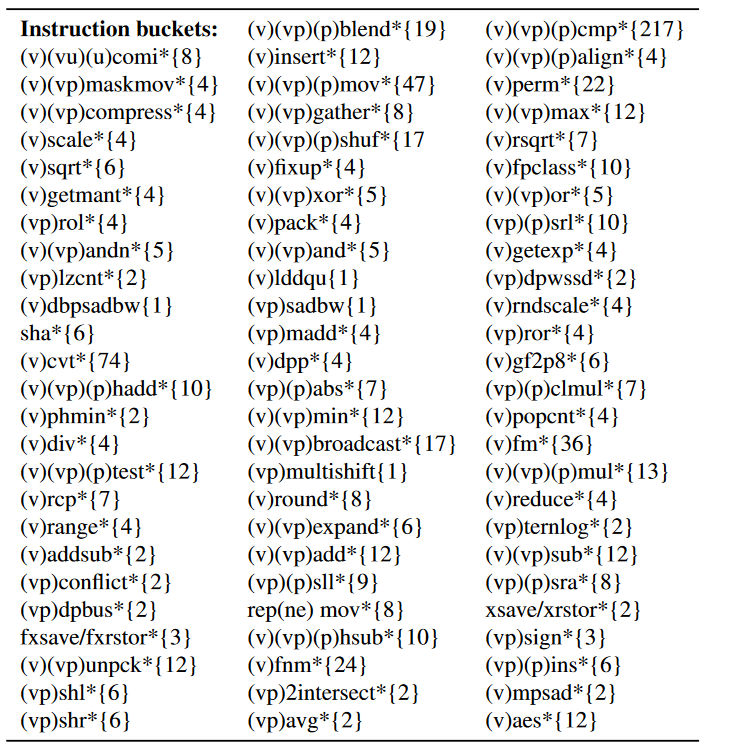 Instruction buckets: (v)(vp)(p)blend*{19} (v)(vp)(p)cmp*{217}
(v)(vu)(u)comi*{8} (v)insert*{12} (v)(vp)(p)align*{4}
(v)(vp)maskmov*{4} (v)(vp)(p)mov*{47} (v)perm*{22}
(v)(vp)compress*{4} (v)(vp)gather*{8} (v)(vp)max*{12}
(v)scale*{4} (v)(vp)(p)shuf*{17 (v)rsqrt*{7}
(v)sqrt*{6} (v)fixup*{4} (v)fpclass*{10}
(v)getmant*{4} (v)(vp)xor*{5} (v)(vp)or*{5}
(vp)rol*{4} (v)pack*{4} (vp)(p)srl*{10}
(v)(vp)andn*{5} (v)(vp)and*{5} (v)getexp*{4}
(vp)lzcnt*{2} (v)lddqu{1} (vp)dpwssd*{2}
(v)dbpsadbw{1} (vp)sadbw{1} (v)rndscale*{4}
sha*{6} (vp)madd*{4} (vp)ror*{4}
(v)cvt*{74} (v)dpp*{4} (v)gf2p8*{6}
(v)(vp)(p)hadd*{10} (vp)(p)abs*{7} (vp)(p)clmul*{7}
(v)phmin*{2} (v)(vp)min*{12} (v)popcnt*{4}
(v)div*{4} (v)(vp)broadcast*{17} (v)fm*{36}
(v)(vp)(p)test*{12} (vp)multishift{1} (v)(vp)(p)mul*{13}
(v)rcp*{7} (v)round*{8} (v)reduce*{4}
(v)range*{4} (v)(vp)expand*{6} (vp)ternlog*{2}
(v)addsub*{2} (v)(vp)add*{12} (v)(vp)sub*{12}
(vp)conflict*{2} (vp)(p)sll*{9} (vp)(p)sra*{8}
(vp)dpbus*{2} rep(ne) mov*{8} xsave/xrstor*{2}
fxsave/fxrstor*{3} (v)(vp)(p)hsub*{10} (vp)sign*{3}
(v)(vp)unpck*{12} (v)fnm*{24} (vp)(p)ins*{6}
(vp)shl*{6} (vp)2intersect*{2} (v)mpsad*{2}
(vp)shr*{6} (vp)avg*{2} (v)aes*{12}